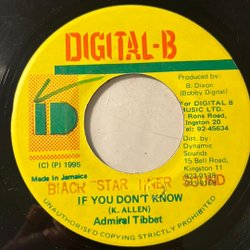 DIGITAL-B
Produced by:
B. Dixon
(Bobby Digital)
For DIGITAL B
MUSIC LTD.
Rons Road,
Kingston 20
Tel: 92-45634
(C) (P) 1995
Made in Jamaica
Dist. by:
Dynamic
Sounds
15 Bell Road,
Kingston 11
BLACK STAR LINER
IF YOU DON'T KNOW
(K. ALLEN)
Admiral Tibbet
UNAUTHORISED COPYING STRICTLY PROHIBITED